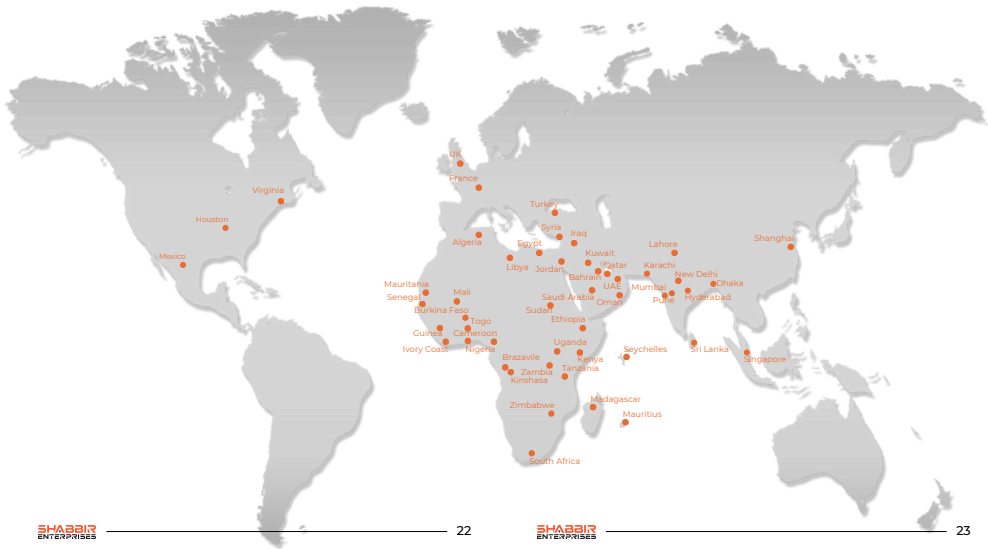 UK
France
Virginia
Turkey
Houston
Syria
Iraq
Shanghai
Algeria
Egypt
Lahore
Mexico
Kuwait
Libya
Jordan
Qatar
Karachi
Bahrain
New Delhi
Mauritania
UAE
Mumbai
Dhaka
Senegal
Mali
Saudi Arabia
Oman
Pune
Hyderabad
Burkina Faso
Sudan
Togo
Ethiopia
Guinea
Cameroon
Ivory Coast
Nigeria
Uganda
Seychelles
Sri Lanka
Brazavile
Kenya
Singapore
Zambia
Tanzania
Kinshasa
Madagascar
Zimbabwe
Mauritius
South Africa
SHABBIR
ENTERPRISES
22
SHABBIR
ENTERPRISES
23